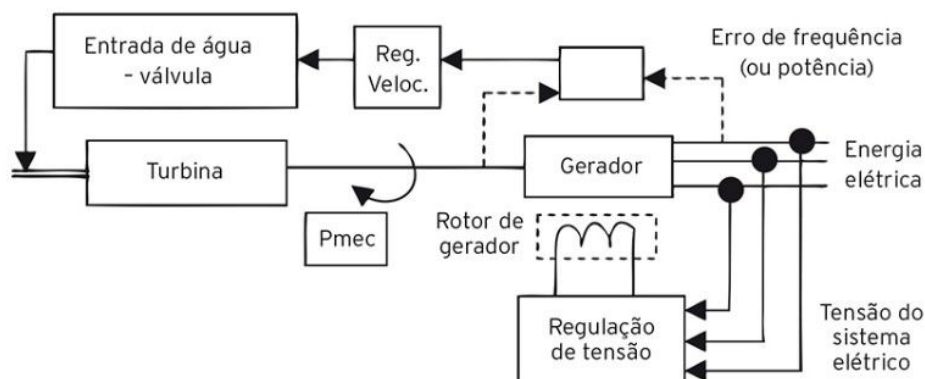 Entrada de água
– válvula
Reg.
Veloc.
Erro de frequência
(ou potência)
Turbina
Gerador
Energia
elétrica
Pmec
Rotor de
gerador
Regulação
de tensão
Tensão do
sistema
elétrico